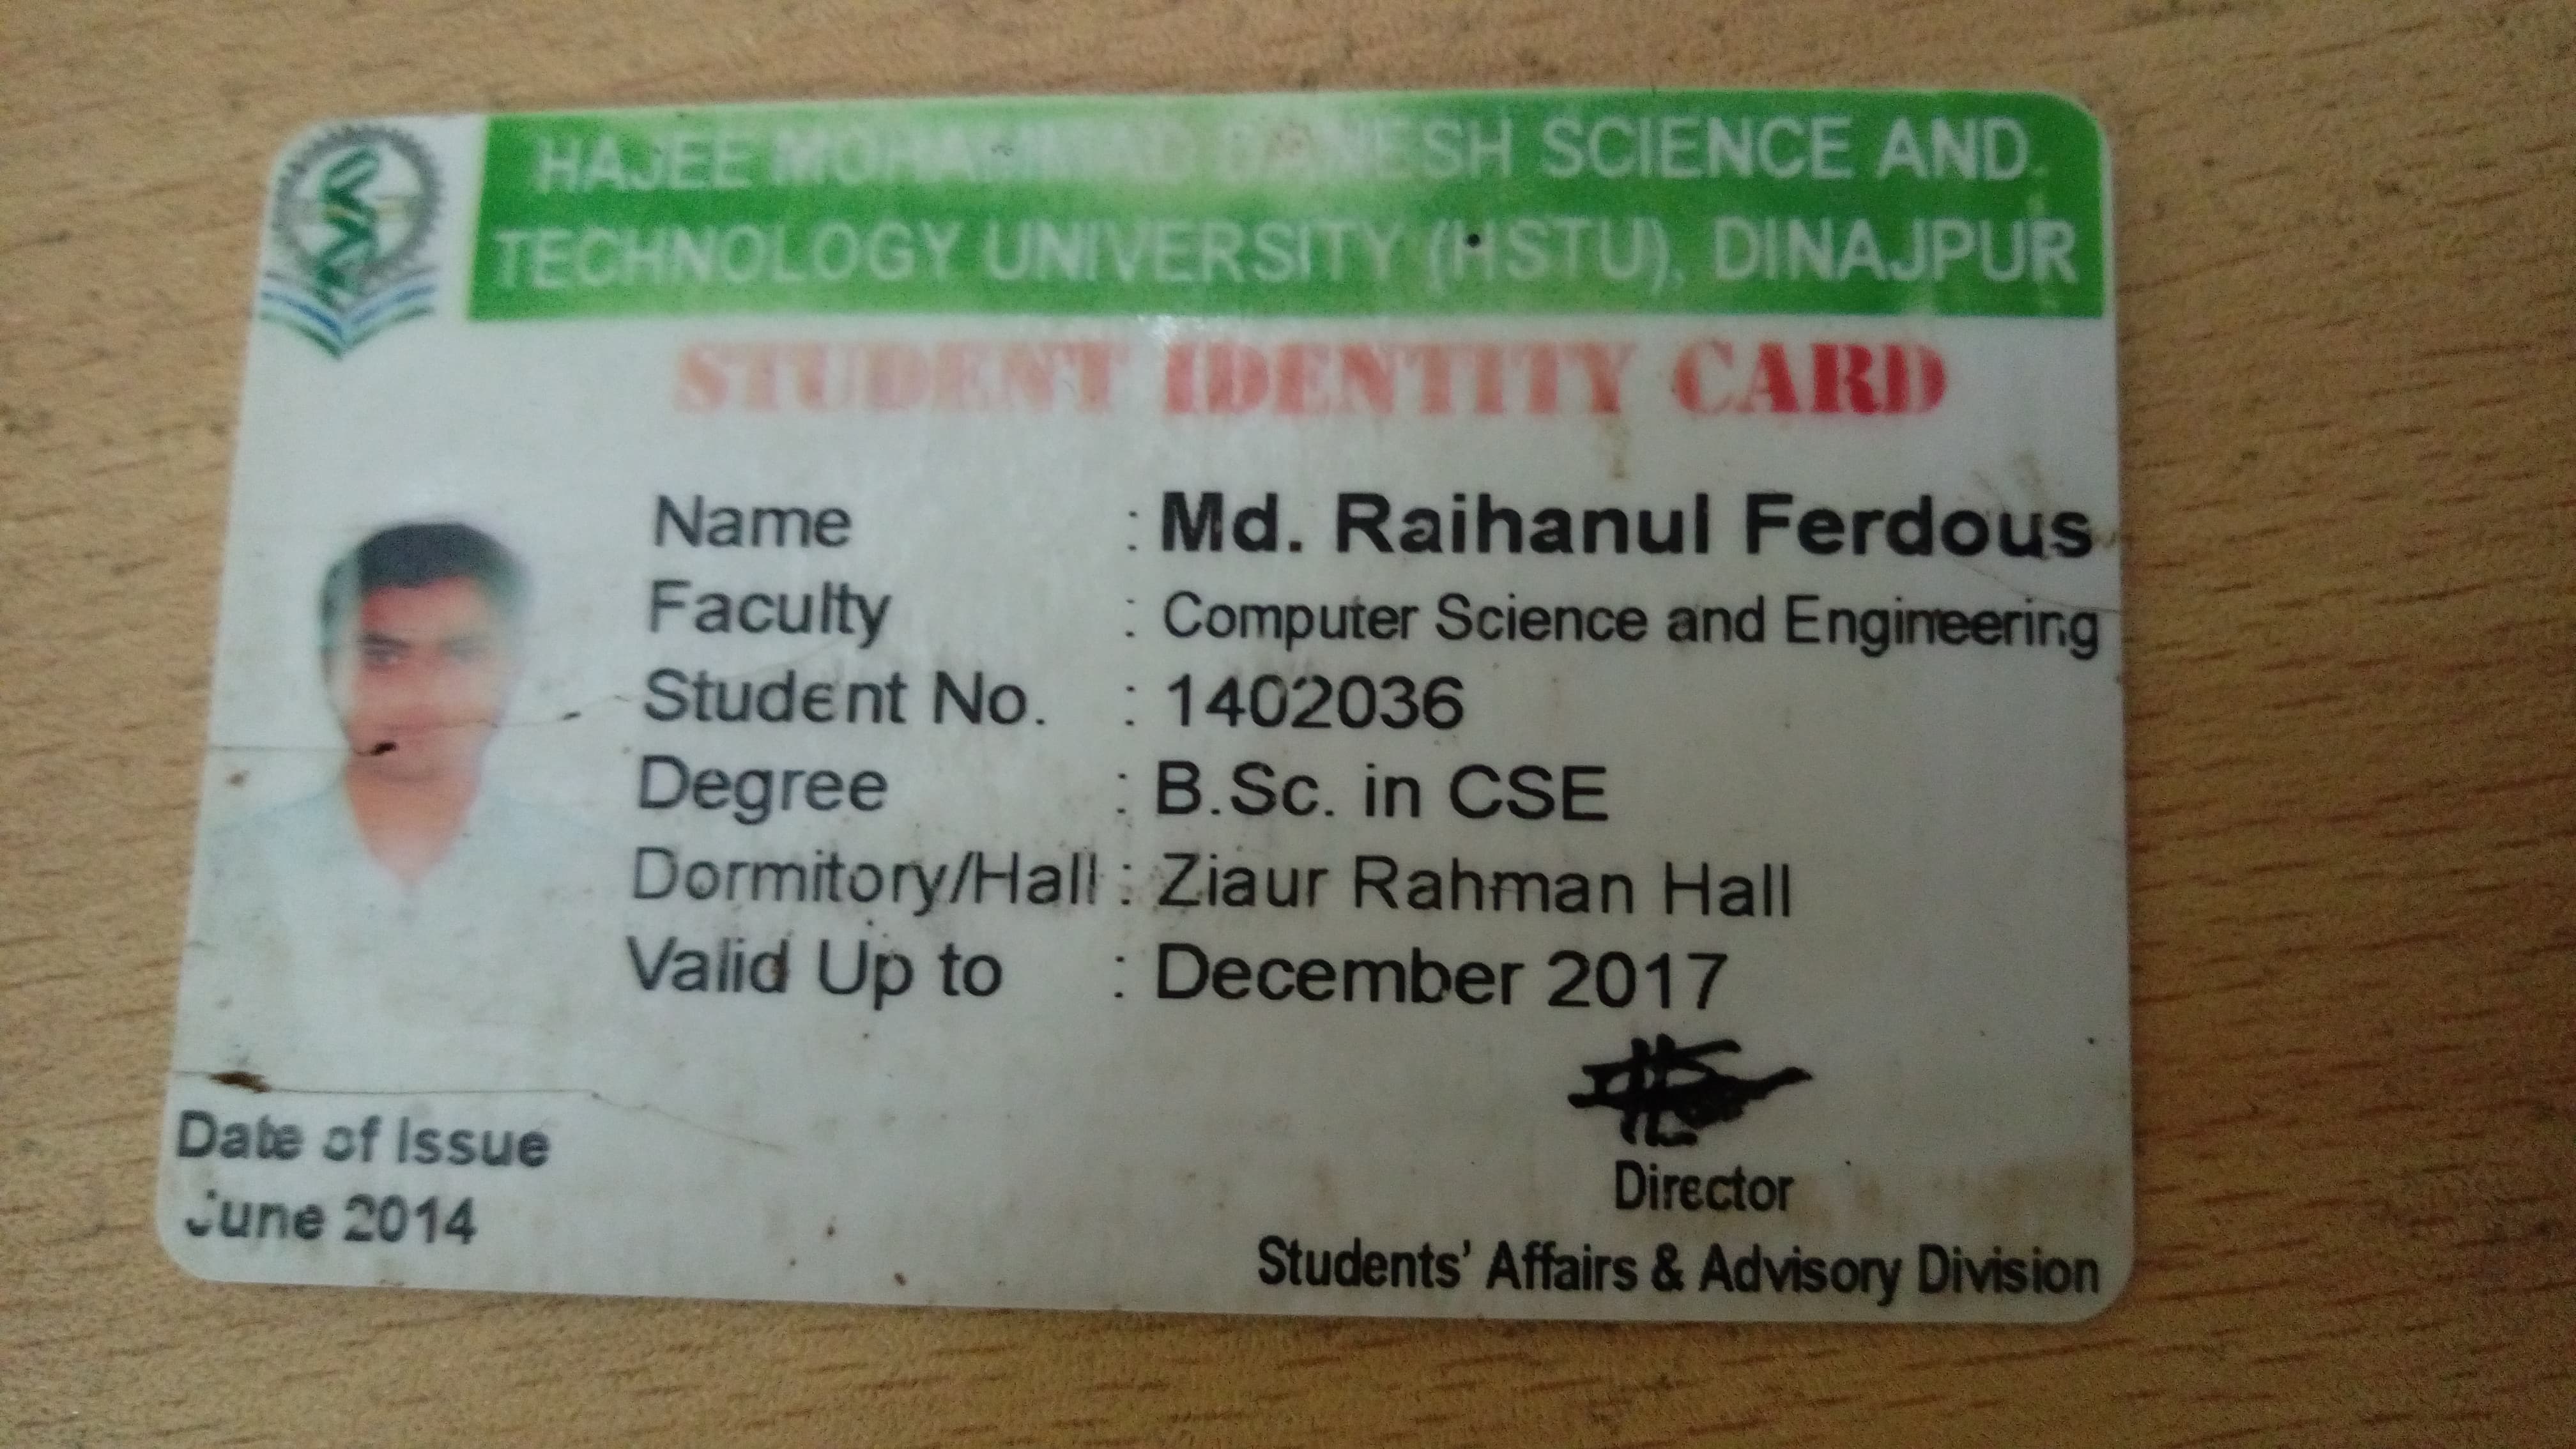 HAJEE MOHAMMAD DANESH SCIENCE AND
TECHNOLOGY UNIVERSITY (HSTU), DINAJPUR
STUDENT IDENTITY CARD
Name : Md. Raihanul Ferdous
Faculty : Computer Science and Engineering
Student No. : 1402036
Degree : B.Sc. in CSE
Dormitory/Hall : Ziaur Rahman Hall
Valid Up to : December 2017
Date of Issue
June 2014
Director
Students' Affairs & Advisory Division